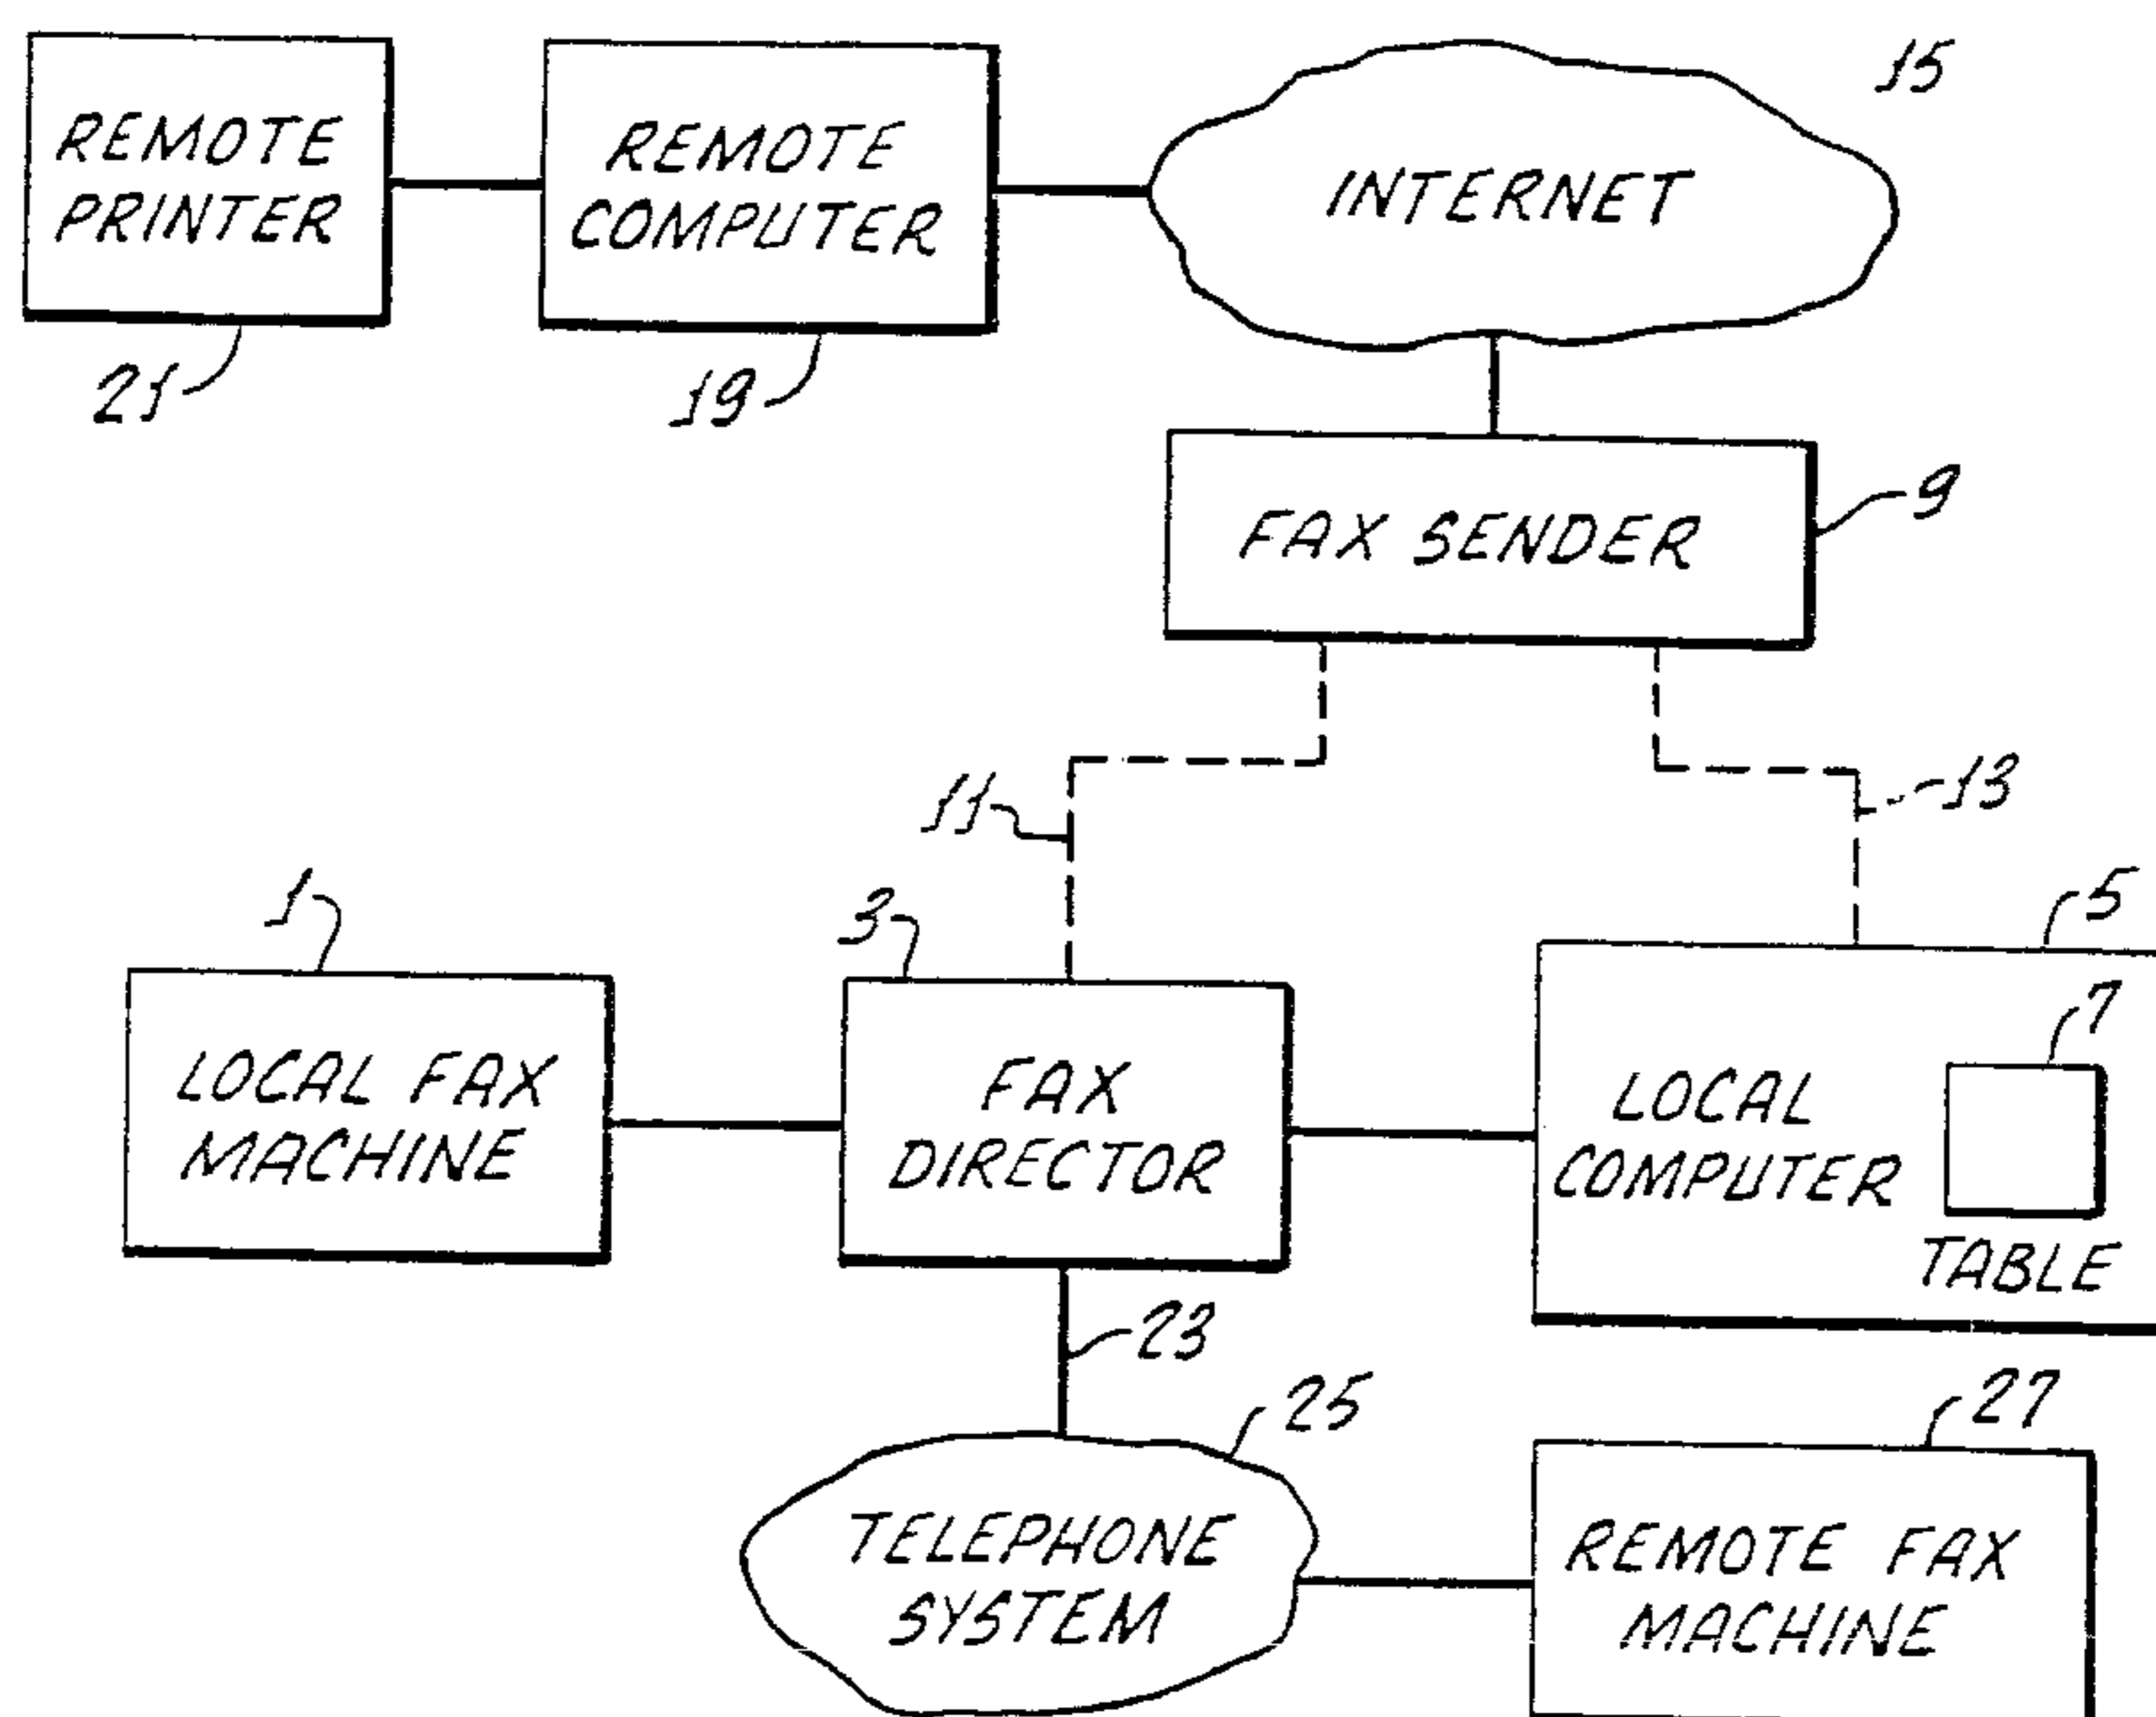 REMOTE
PRINTER
21
REMOTE
COMPUTER
19
INTERNET
15
FAX SENDER
9
11
13
LOCAL FAX
MACHINE
1
FAX
DIRECTOR
3
LOCAL
COMPUTER
5
7
TABLE
23
TELEPHONE
SYSTEM
25
REMOTE FAX
MACHINE
27